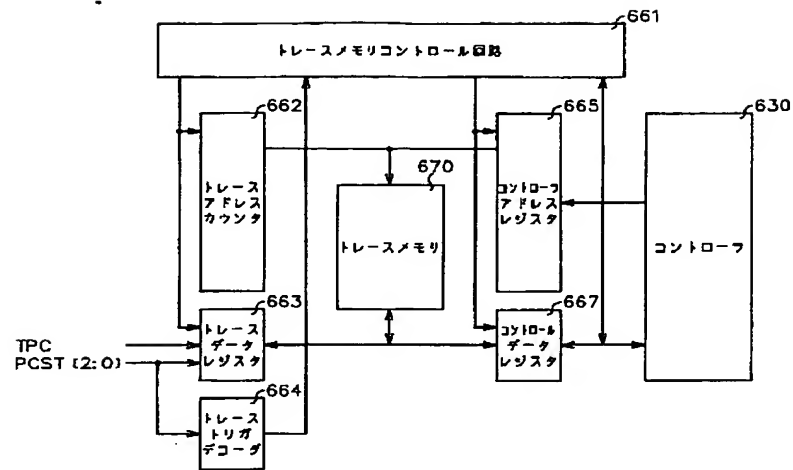 661
トレースメモリコントロール回路
662
665
630
トレース
アドレス
カウンタ
670
トレースメモリ
コントローラ
アドレス
レジスタ
コントローラ
663
トレース
データ
レジスタ
667
コントロール
データ
レジスタ
TPC
PCST [2:0]
664
トレース
トリガ
デコーダ